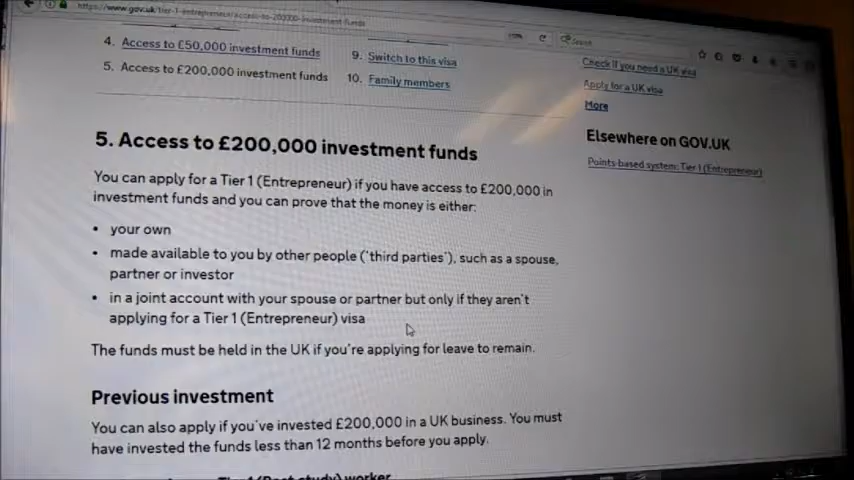 https://www.gov.uk/tier-1-entrepreneur/access-to-200000-investment-funds
Search
4. Access to £50,000 investment funds
5. Access to £200,000 investment funds
9. Switch to this visa
10. Family members
Check if you need a UK visa
Apply for a UK visa
More
Elsewhere on GOV.UK
Points-based system: Tier 1 (Entrepreneur)
5. Access to £200,000 investment funds
You can apply for a Tier 1 (Entrepreneur) if you have access to £200,000 in
investment funds and you can prove that the money is either:
• your own
• made available to you by other people (‘third parties’), such as a spouse,
partner or investor
• in a joint account with your spouse or partner but only if they aren’t
applying for a Tier 1 (Entrepreneur) visa
The funds must be held in the UK if you’re applying for leave to remain.
Previous investment
You can also apply if you’ve invested £200,000 in a UK business. You must
have invested the funds less than 12 months before you apply.
Tier 1 (Post-study) worker